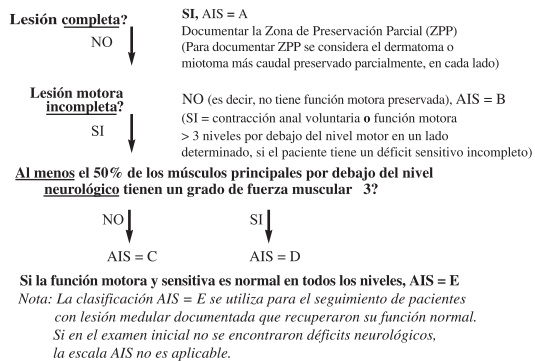 Lesión completa?
SI, AIS = A
Documentar la Zona de Preservación Parcial (ZPP)
NO
(Para documentar ZPP se considera el dermatoma o
miotoma más caudal preservado parcialmente, en cada lado)
Lesión motora
incompleta?
NO (es decir, no tiene función motora preservada), AIS = B
SI
(SI = contracción anal voluntaria o función motora
> 3 niveles por debajo del nivel motor en un lado
determinado, si el paciente tiene un déficit sensitivo incompleto)
Al menos el 50% de los músculos principales por debajo del nivel
neurológico tienen un grado de fuerza muscular 3?
NO
SI
AIS = C
AIS = D
Si la función motora y sensitiva es normal en todos los niveles, AIS = E
Nota: La clasificación AIS = E se utiliza para el seguimiento de pacientes
con lesión medular documentada que recuperaron su función normal.
Si en el examen inicial no se encontraron déficits neurológicos,
la escala AIS no es aplicable.